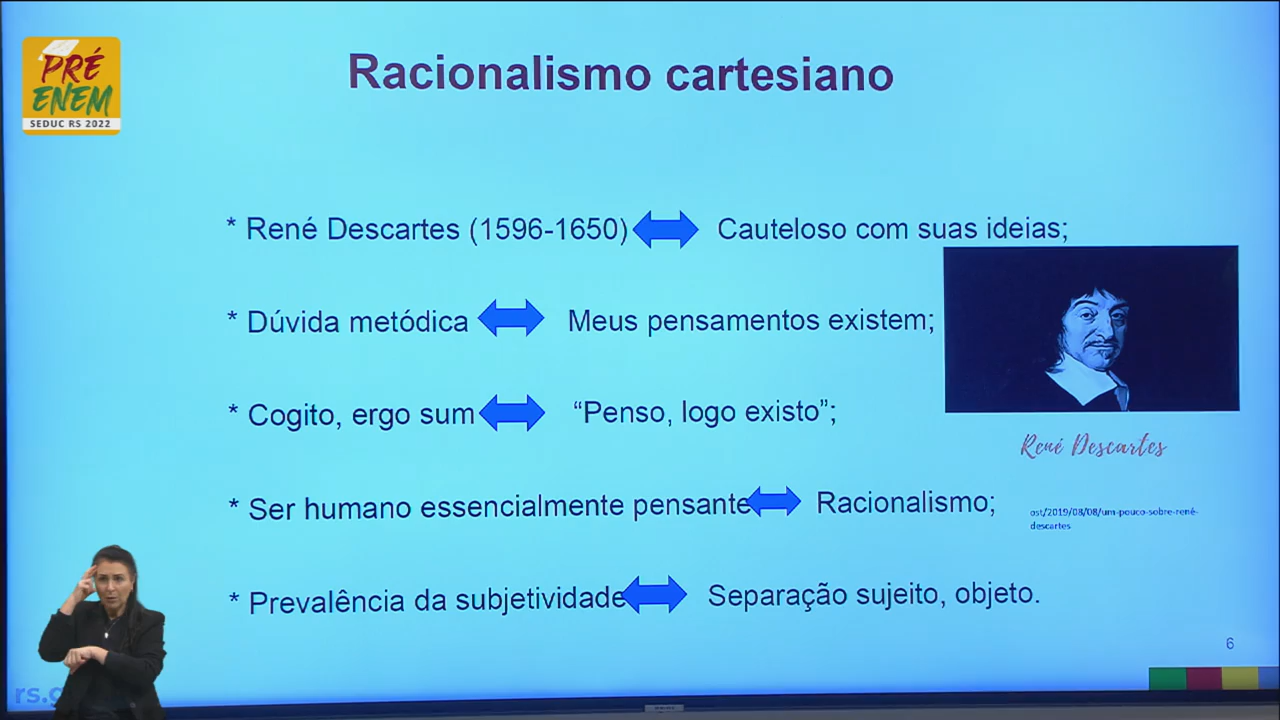 PRÉ
ENEM
SEDUC RS 2022
Racionalismo cartesiano
* René Descartes (1596-1650) Cauteloso com suas ideias;
* Dúvida metódica Meus pensamentos existem;
* Cogito, ergo sum “Penso, logo existo”;
René Descartes
* Ser humano essencialmente pensante Racionalismo;
ost/2019/08/08/um-pouco-sobre-rené-
descartes
* Prevalência da subjetividade Separação sujeito, objeto.
6
rs.g